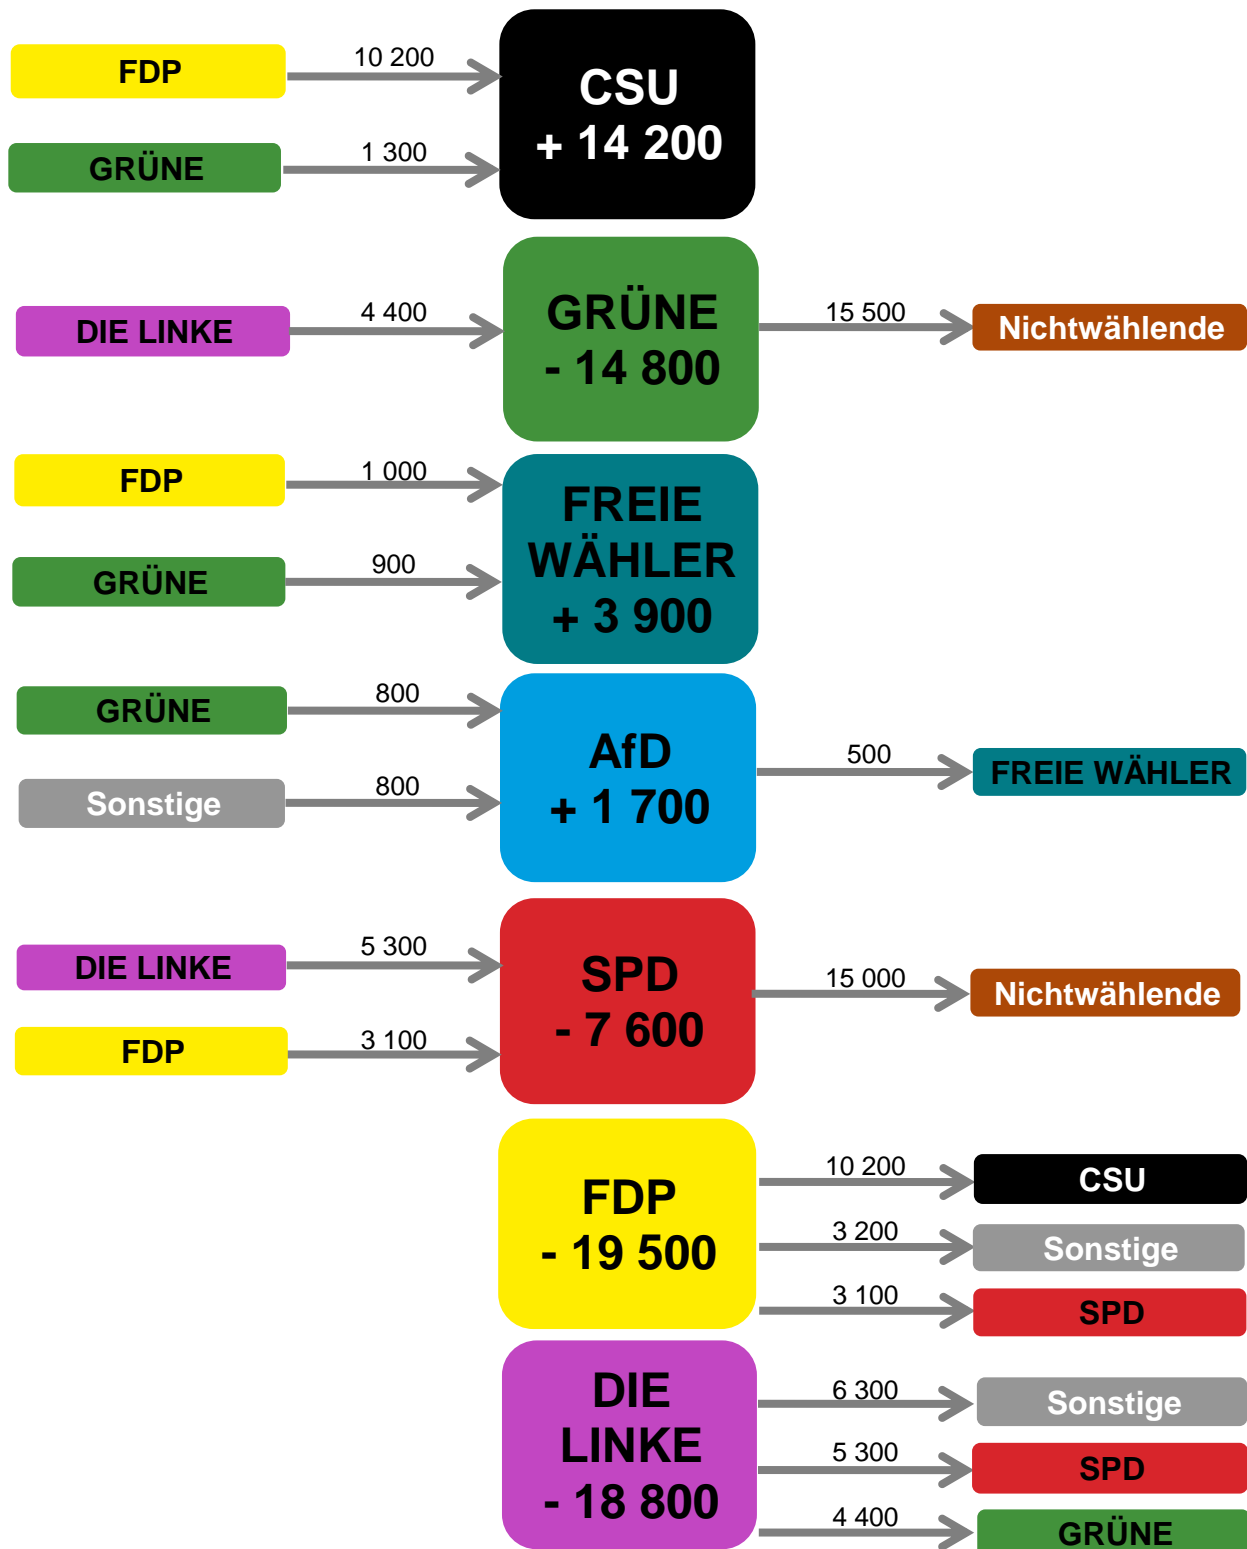 FDP
10 200
GRÜNE
1 300
CSU
+ 14 200
DIE LINKE
4 400
GRÜNE
- 14 800
15 500
Nichtwählende
FDP
1 000
GRÜNE
900
FREIE
WÄHLER
+ 3 900
GRÜNE
800
Sonstige
800
AfD
+ 1 700
500
FREIE WÄHLER
DIE LINKE
5 300
FDP
3 100
SPD
- 7 600
15 000
Nichtwählende
FDP
- 19 500
10 200
CSU
3 200
Sonstige
3 100
SPD
DIE
LINKE
- 18 800
6 300
Sonstige
5 300
SPD
4 400
GRÜNE